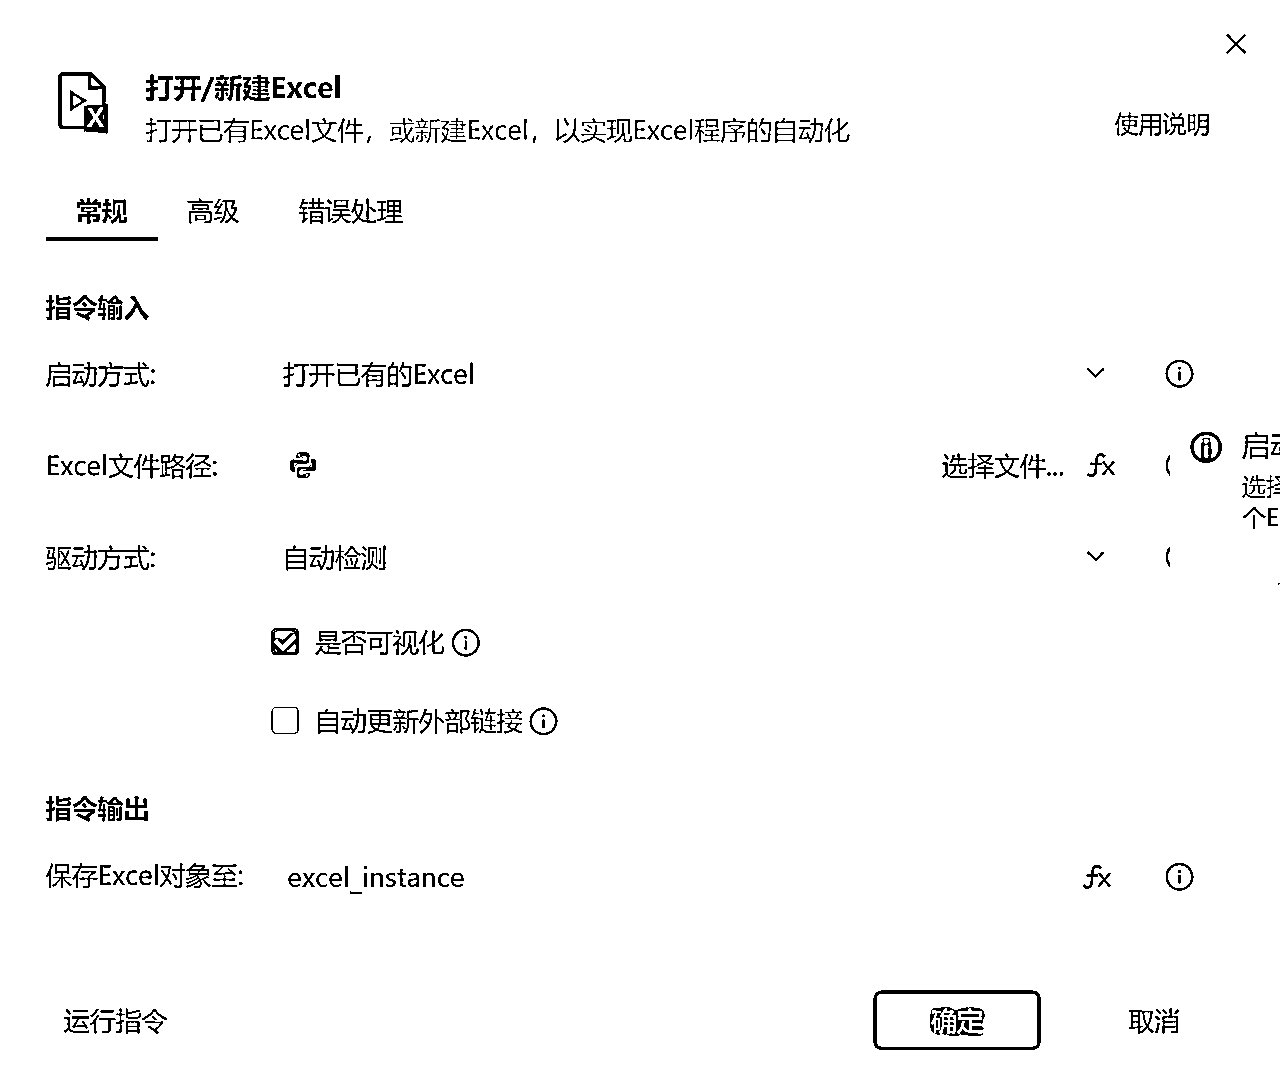 打开/新建Excel
打开已有Excel文件，或新建Excel，以实现Excel程序的自动化
使用说明
常规 高级 错误处理
指令输入
启动方式: 打开已有的Excel
Excel文件路径: 选择文件... fx
启动
选择
个E
驱动方式: 自动检测
是否可视化
自动更新外部链接
指令输出
保存Excel对象至: excel_instance fx
运行指令 确定 取消